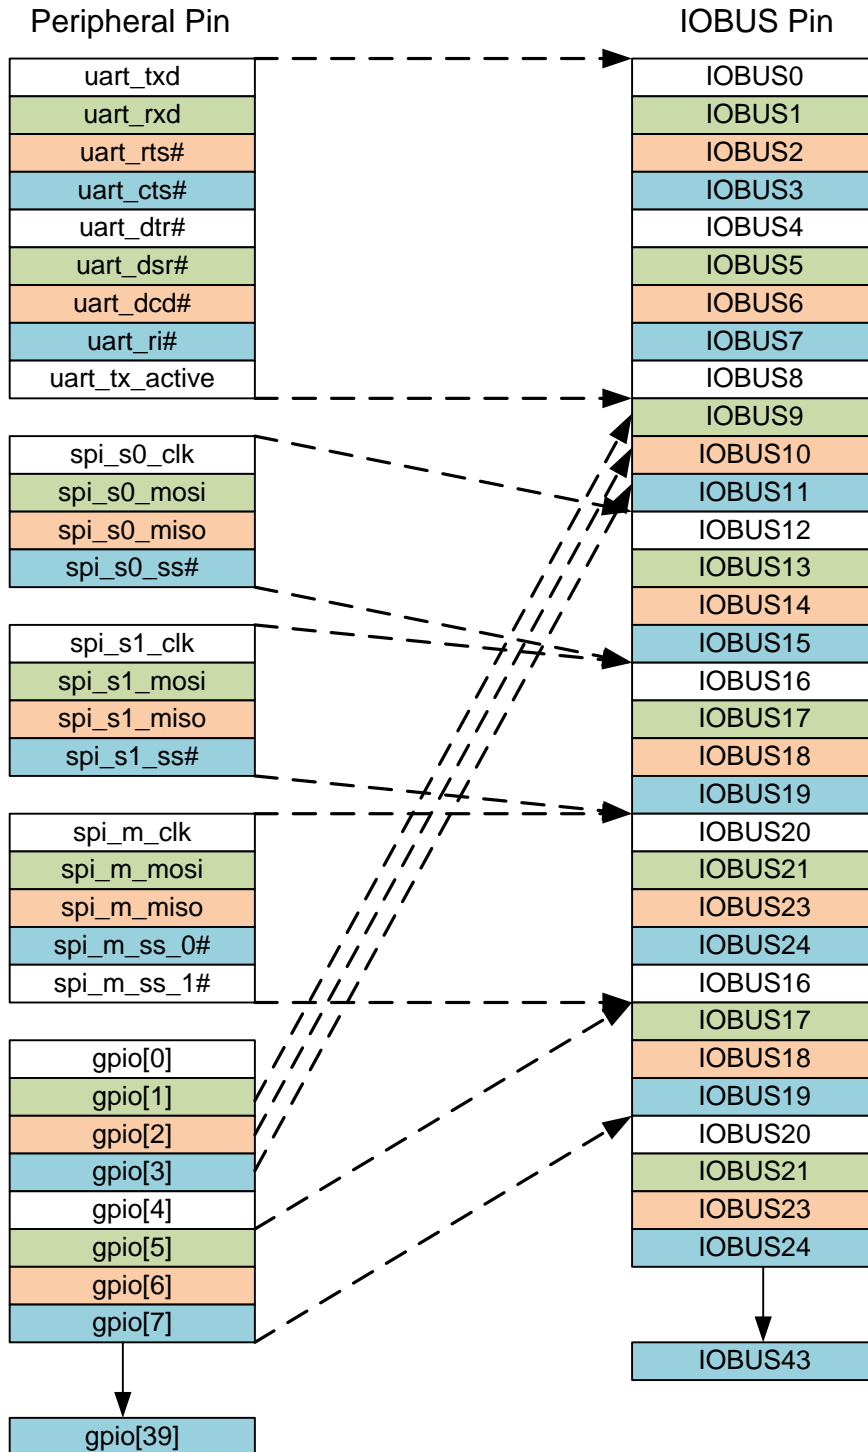 Peripheral Pin
uart_txd
uart_rxd
uart_rts#
uart_cts#
uart_dtr#
uart_dsr#
uart_dcd#
uart_ri#
uart_tx_active
spi_s0_clk
spi_s0_mosi
spi_s0_miso
spi_s0_ss#
spi_s1_clk
spi_s1_mosi
spi_s1_miso
spi_s1_ss#
spi_m_clk
spi_m_mosi
spi_m_miso
spi_m_ss_0#
spi_m_ss_1#
gpio[0]
gpio[1]
gpio[2]
gpio[3]
gpio[4]
gpio[5]
gpio[6]
gpio[7]
gpio[39]
IOBUS Pin
IOBUS0
IOBUS1
IOBUS2
IOBUS3
IOBUS4
IOBUS5
IOBUS6
IOBUS7
IOBUS8
IOBUS9
IOBUS10
IOBUS11
IOBUS12
IOBUS13
IOBUS14
IOBUS15
IOBUS16
IOBUS17
IOBUS18
IOBUS19
IOBUS20
IOBUS21
IOBUS23
IOBUS24
IOBUS16
IOBUS17
IOBUS18
IOBUS19
IOBUS20
IOBUS21
IOBUS23
IOBUS24
IOBUS43